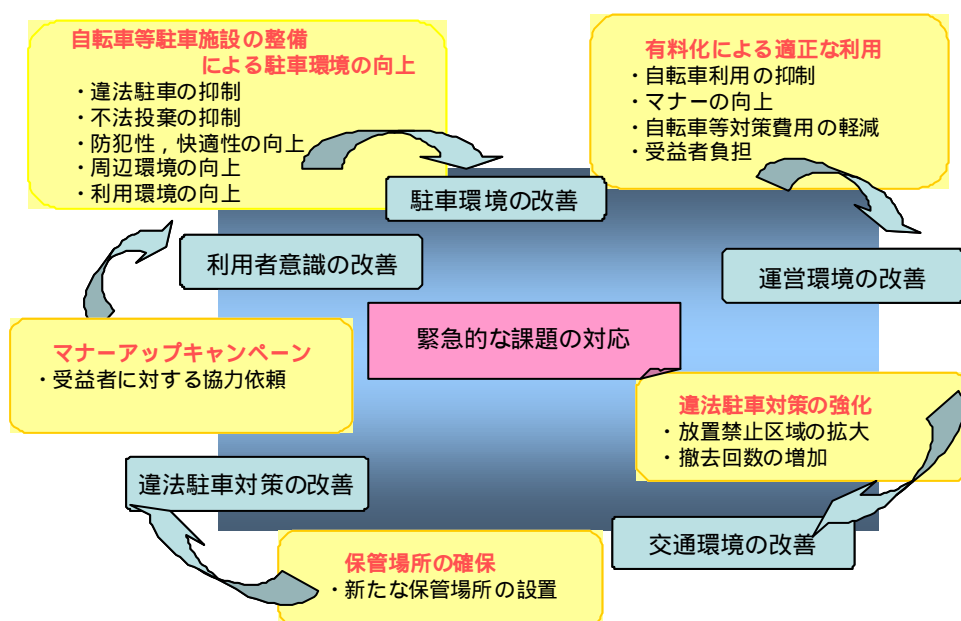 自転車等駐車施設の整備
による駐車環境の向上
・違法駐車の抑制
・不法投棄の抑制
・防犯性，快適性の向上
・周辺環境の向上
・利用環境の向上
有料化による適正な利用
・自転車利用の抑制
・マナーの向上
・自転車等対策費用の軽減
・受益者負担
駐車環境の改善
利用者意識の改善
運営環境の改善
緊急的な課題の対応
マナーアップキャンペーン
・受益者に対する協力依頼
違法駐車対策の強化
・放置禁止区域の拡大
・撤去回数の増加
違法駐車対策の改善
交通環境の改善
保管場所の確保
・新たな保管場所の設置